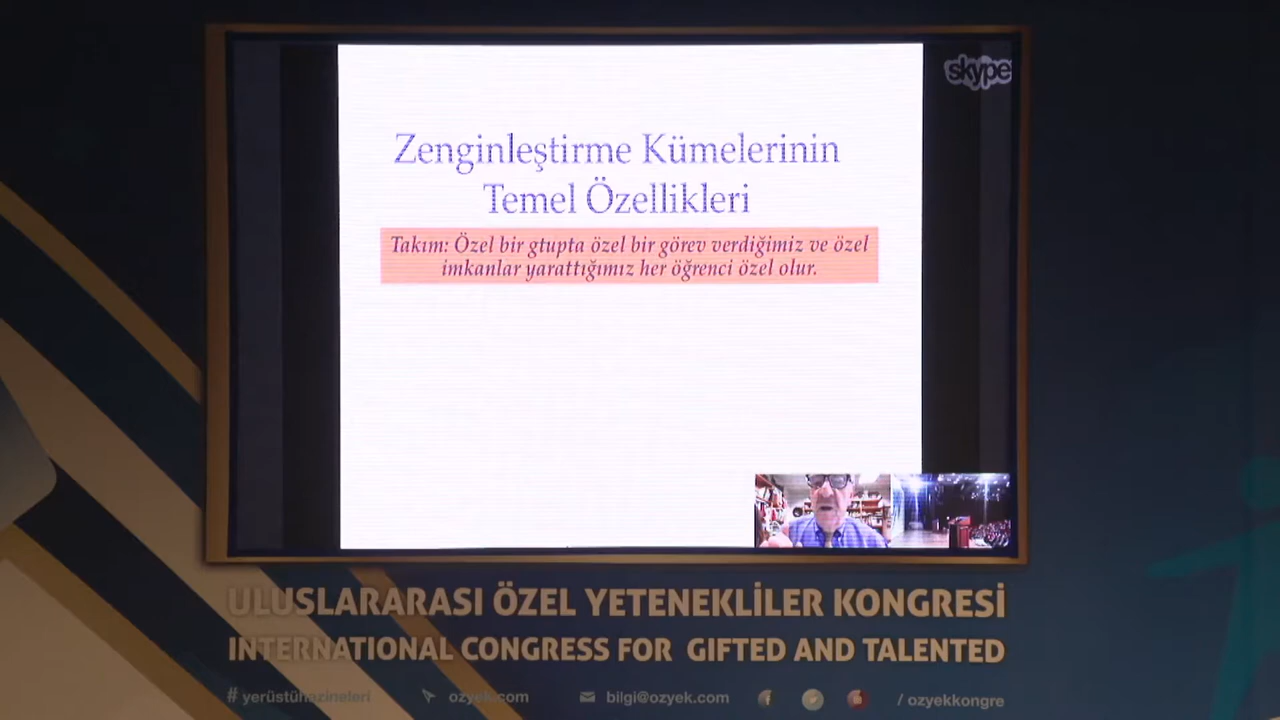 skype
Zenginleştirme Kümelerinin
Temel Özellikleri
Takım: Özel bir gtupta özel bir görev verdiğimiz ve özel
imkanlar yarattığımız her öğrenci özel olur.
ULUSLARARASI ÖZEL YETENEKLİLER KONGRESİ
INTERNATIONAL CONGRESS FOR GIFTED AND TALENTED
# yerüstühazineleri ozyek.com bilgi@ozyek.com / ozyekkongre